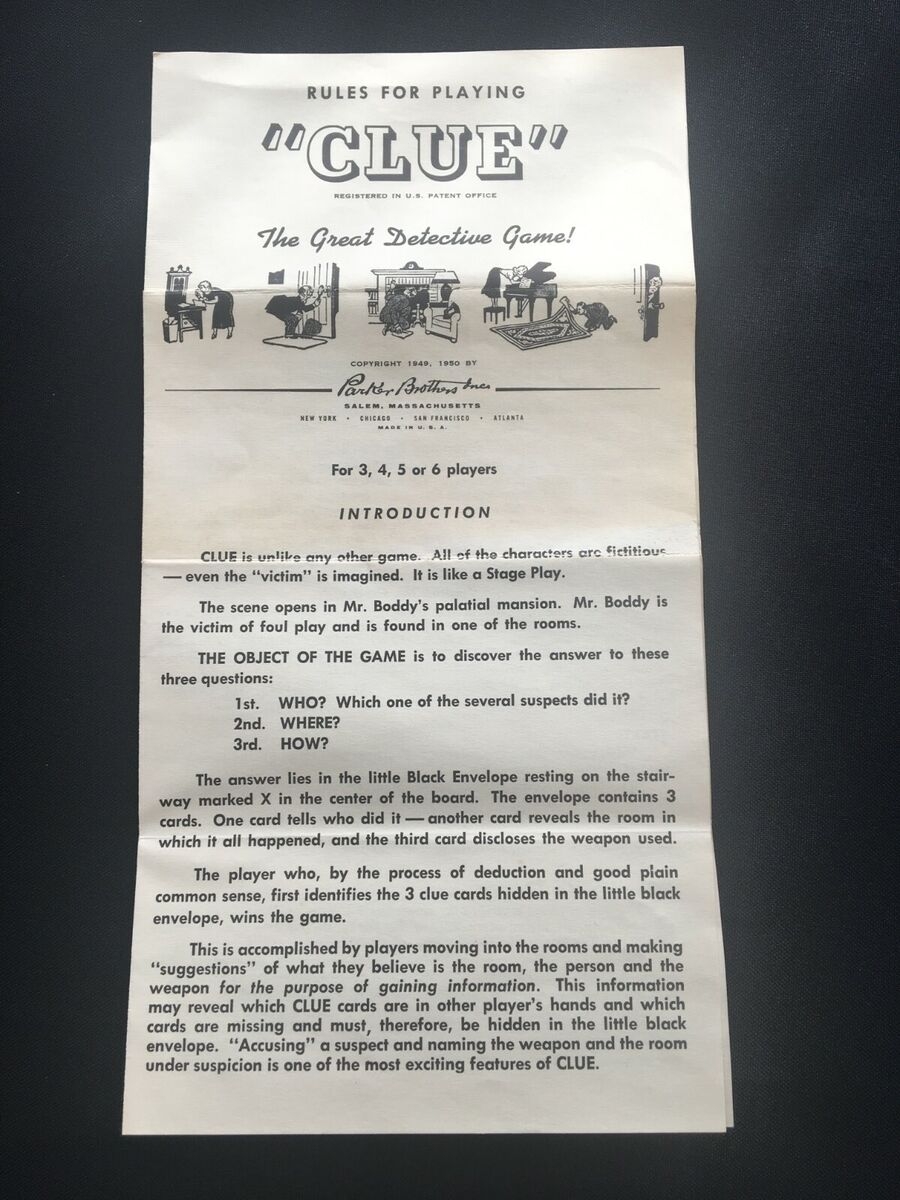 RULES FOR PLAYING
"CLUE"
REGISTERED IN U.S. PATENT OFFICE
The Great Detective Game!
COPYRIGHT 1949, 1950 BY
Parker Brothers Inc.
SALEM, MASSACHUSETTS
NEW YORK • CHICAGO • SAN FRANCISCO • ATLANTA
MADE IN U. S. A.
For 3, 4, 5 or 6 players
INTRODUCTION
CLUE is unlike any other game. All of the characters are fictitious
— even the "victim" is imagined. It is like a Stage Play.
The scene opens in Mr. Boddy's palatial mansion. Mr. Boddy is
the victim of foul play and is found in one of the rooms.
THE OBJECT OF THE GAME is to discover the answer to these
three questions:
1st. WHO? Which one of the several suspects did it?
2nd. WHERE?
3rd. HOW?
The answer lies in the little Black Envelope resting on the stair-
way marked X in the center of the board. The envelope contains 3
cards. One card tells who did it — another card reveals the room in
which it all happened, and the third card discloses the weapon used.
The player who, by the process of deduction and good plain
common sense, first identifies the 3 clue cards hidden in the little black
envelope, wins the game.
This is accomplished by players moving into the rooms and making
"suggestions" of what they believe is the room, the person and the
weapon for the purpose of gaining information. This information
may reveal which CLUE cards are in other player's hands and which
cards are missing and must, therefore, be hidden in the little black
envelope. "Accusing" a suspect and naming the weapon and the room
under suspicion is one of the most exciting features of CLUE.